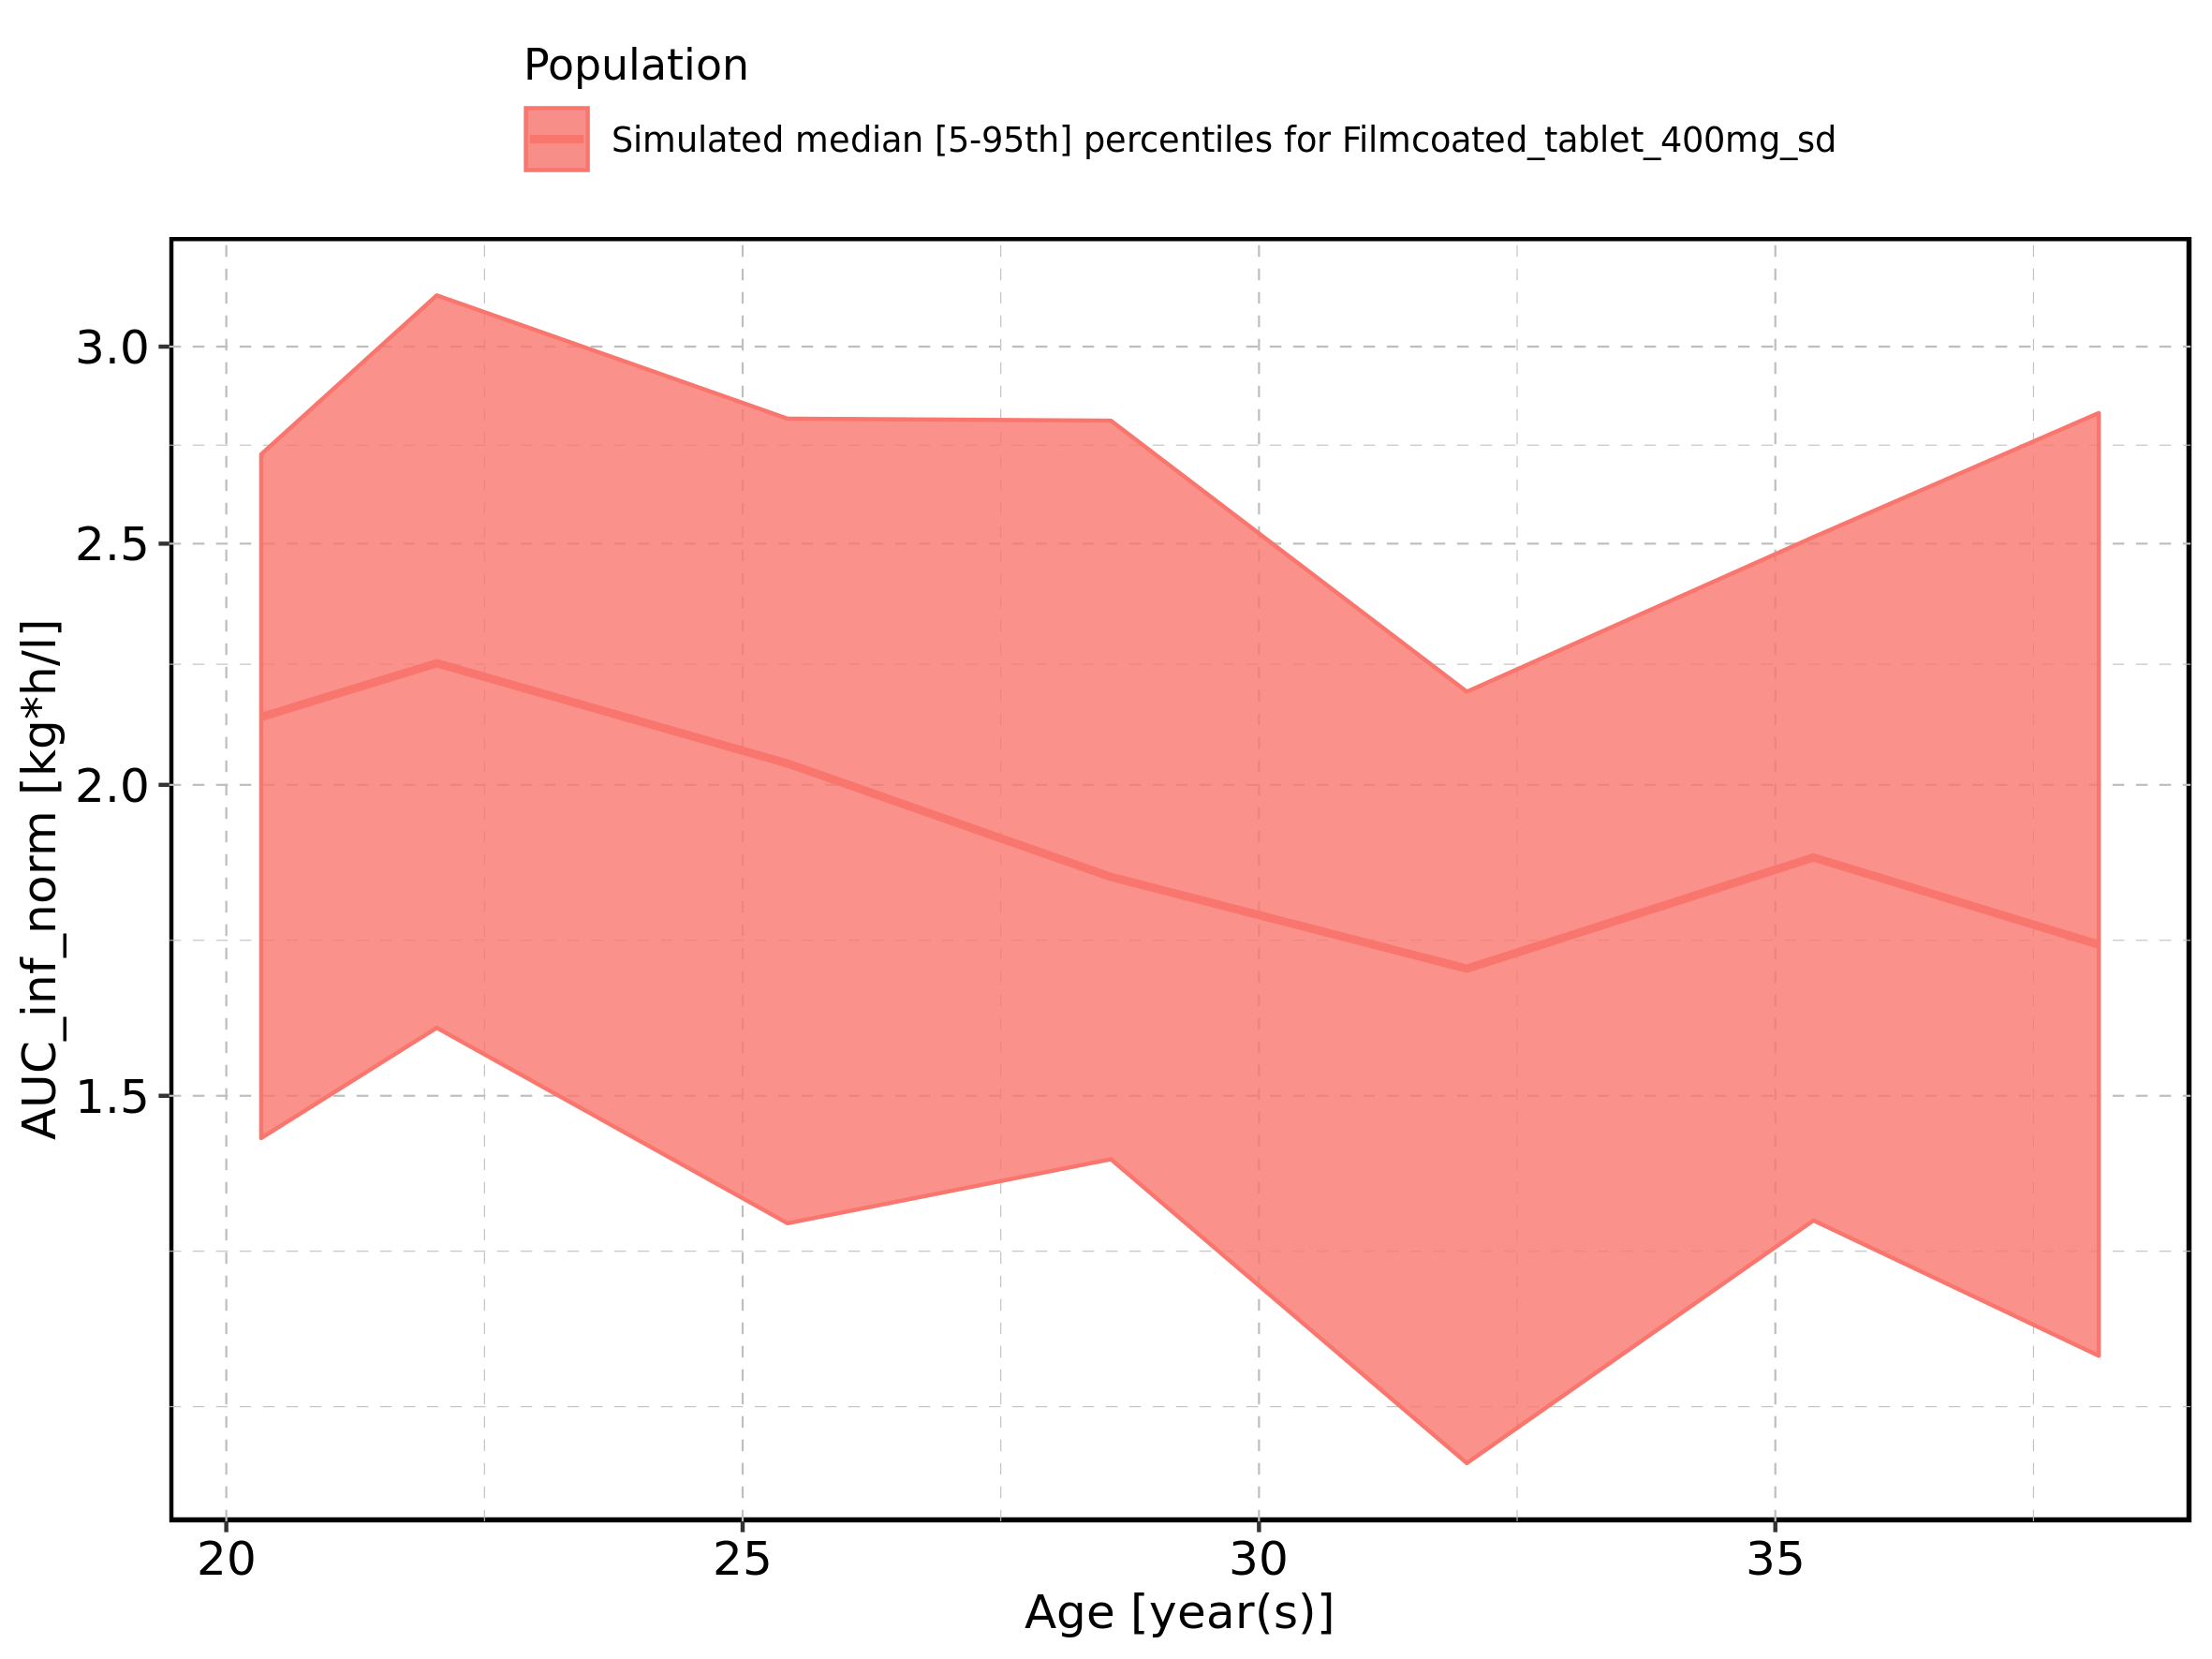 Population
Simulated median [5-95th] percentiles for Filmcoated_tablet_400mg_sd
AUC_inf_norm [kg*h/l]
3.0
2.5
2.0
1.5
20
25
30
35
Age [year(s)]